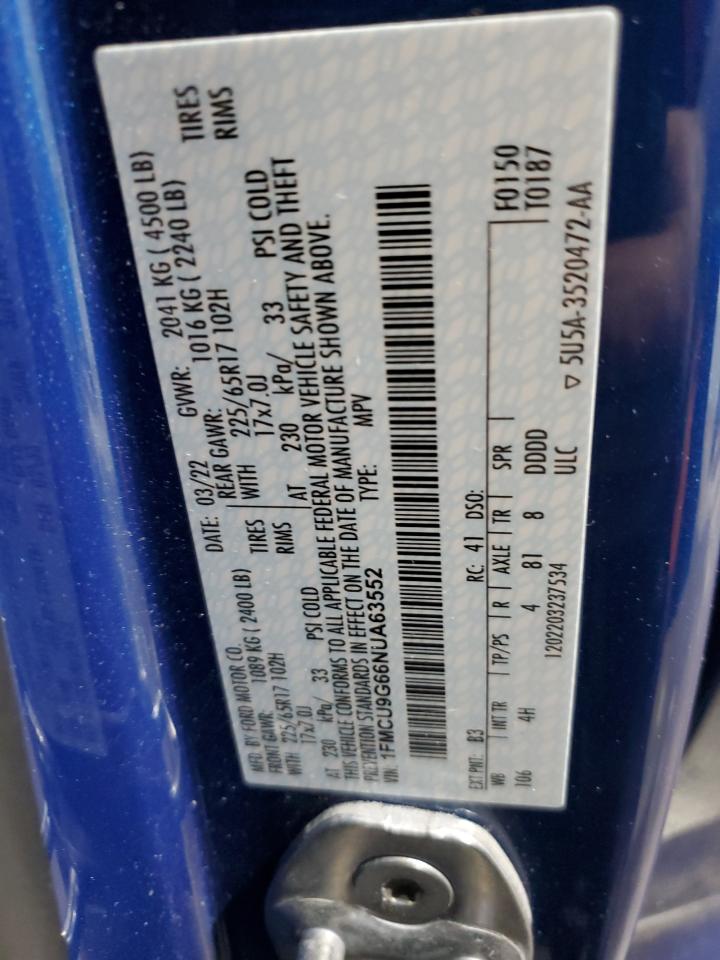 MFD. BY FORD MOTOR CO.
DATE: 03/22
GVWR: 2041 KG ( 4500 LB)
FRONT GAWR: 1089 KG ( 2400 LB)
REAR GAWR: 1016 KG ( 2240 LB)
WITH 225/65R17 102H TIRES
WITH 225/65R17 102H TIRES
17x7.0J RIMS
17x7.0J RIMS
AT 230 kPa/ 33 PSI COLD
AT 230 kPa/ 33 PSI COLD
THIS VEHICLE CONFORMS TO ALL APPLICABLE FEDERAL MOTOR VEHICLE SAFETY AND THEFT
PREVENTION STANDARDS IN EFFECT ON THE DATE OF MANUFACTURE SHOWN ABOVE.
VIN: 1FMCU9G66NUA63552
TYPE: MPV
EXT PNT: B3 RC: 41 DSO:
F0150
WB INT TR TP/PS R AXLE TR SPR
T0187
106 4H 4 81 8 DDDD
1202203237534 ULC
▽ 5U5A-3520472-AA